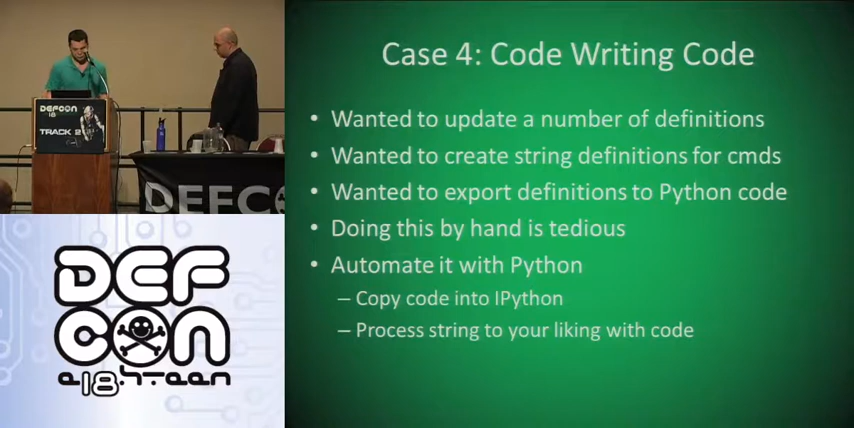 DEFCON
18
TRACK 2
DEFC
DEF
CON
e18hteen
Case 4: Code Writing Code
• Wanted to update a number of definitions
• Wanted to create string definitions for cmds
• Wanted to export definitions to Python code
• Doing this by hand is tedious
• Automate it with Python
– Copy code into IPython
– Process string to your liking with code